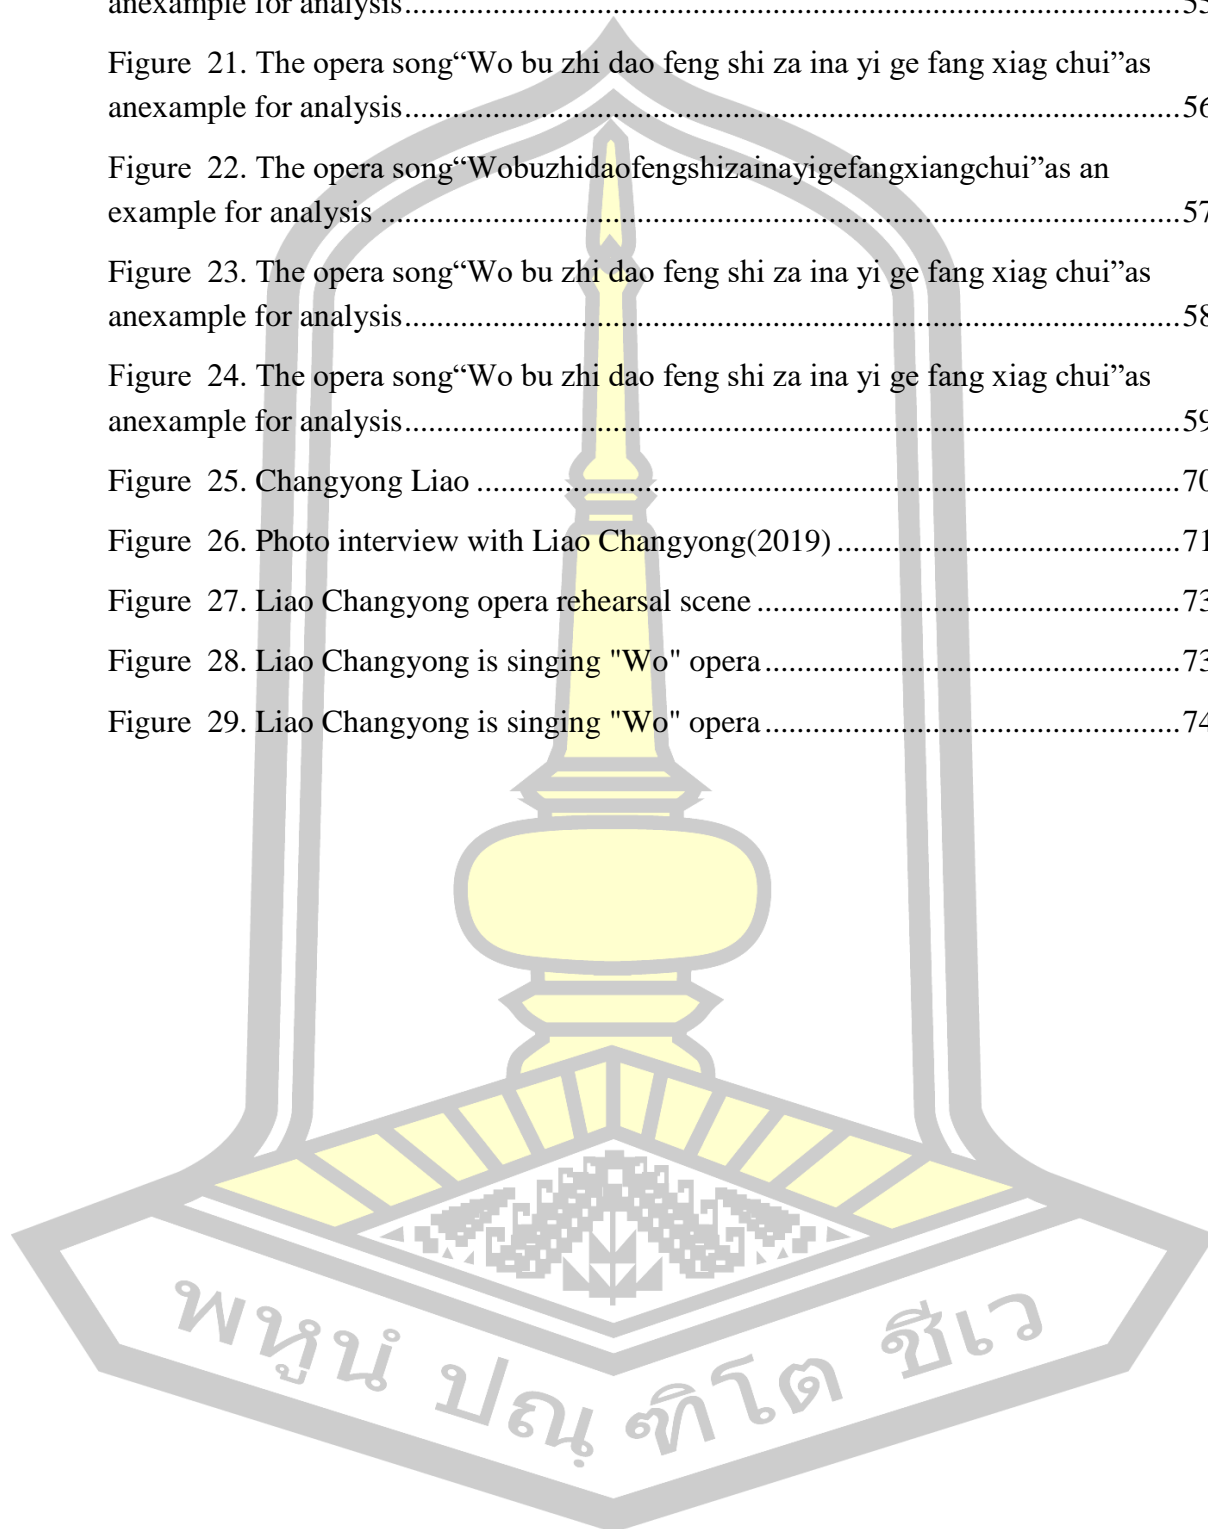 anexample for analysis.................................................................................................55
Figure  21. The opera song“Wo bu zhi dao feng shi za ina yi ge fang xiag chui”as
anexample for analysis.................................................................................................56
Figure  22. The opera song“Wobuzhidaofengshizainayigefangxiangchui”as an
example for analysis ....................................................................................................57
Figure  23. The opera song“Wo bu zhi dao feng shi za ina yi ge fang xiag chui”as
anexample for analysis.................................................................................................58
Figure  24. The opera song“Wo bu zhi dao feng shi za ina yi ge fang xiag chui”as
anexample for analysis.................................................................................................59
Figure  25. Changyong Liao ........................................................................................70
Figure  26. Photo interview with Liao Changyong(2019) ...........................................71
Figure  27. Liao Changyong opera rehearsal scene .....................................................73
Figure  28. Liao Changyong is singing "Wo" opera....................................................73
Figure  29. Liao Changyong is singing "Wo" opera....................................................74
พหูนํ ปณฺฑิโต ชีเว